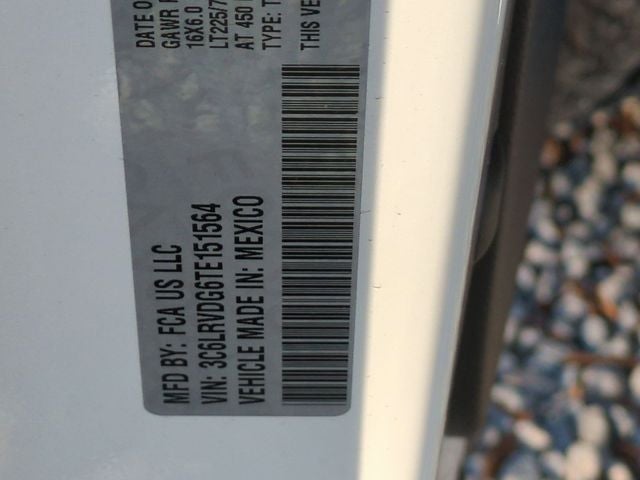 MFD BY: FCA US LLC
VIN: 3C6LRVDG6TE151564
VEHICLE MADE IN: MEXICO
DATE O
GAWR
16X6.0
LT225/7
AT 450
TYPE: T
THIS VE